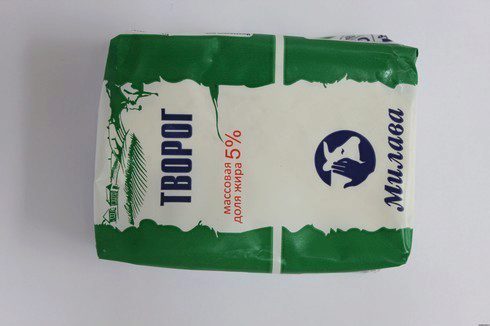 Милава
ТВОРОГ
массовая
доля жира 5%